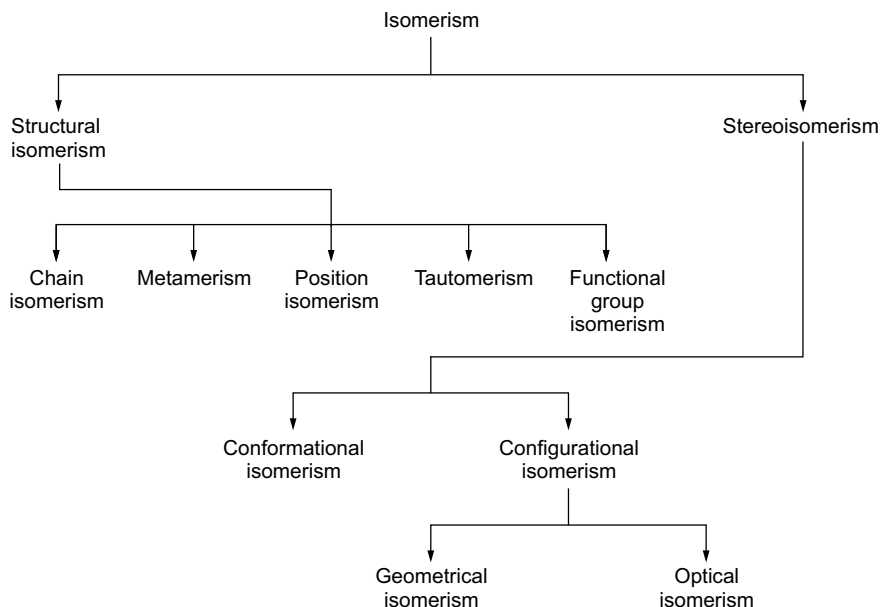 Isomerism
Structural
isomerism
Stereoisomerism
Chain
isomerism
Metamerism
Position
isomerism
Tautomerism
Functional
group
isomerism
Conformational
isomerism
Configurational
isomerism
Geometrical
isomerism
Optical
isomerism